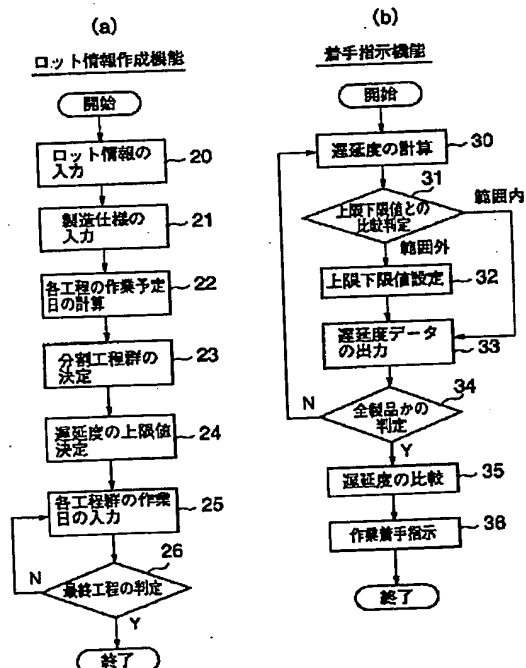 (a)
ロット情報作成機能
開始
ロット情報の
入力
20
製造仕様の
入力
21
各工程の作業予定
日の計算
22
分割工程群の
決定
23
遅延度の上限値
決定
24
各工程群の作業
日の入力
25
26
最終工程の判定
N
Y
終了
(b)
着手指示機能
開始
遅延度の計算
30
31
上限下限値との
比較判定
範囲内
範囲外
上限下限値設定
32
遅延度データ
の出力
33
34
全製品かの
判定
N
Y
遅延度の比較
35
作業着手指示
36
終了